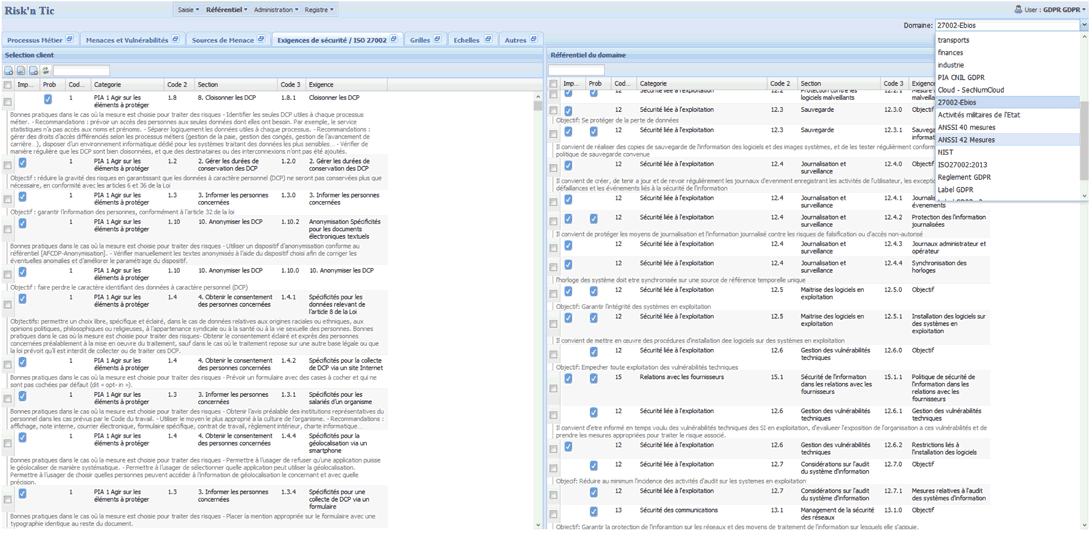 Risk'n Tic
Saisie Référentiel Administration Registre
User : GDPR GDPR
Domaine: 27002-Ebios
Processus Métier Menaces et Vulnérabilités Sources de Menace Exigences de sécurité / ISO 27002 Grilles Echelles Autres
Selection client
Imp... Prob Cod... Categorie Code 2 Section Code 3 Exigence
1 PIA 1 Agir sur les éléments à protéger 1.8 8. Cloisonner les DCP 1.8.1 Cloisonner les DCP
Bonnes pratiques dans le cas où la mesure est choisie pour traiter des risques - Identifier les seules DCP utiles à chaque processus
métier. - Recommandations : prévoir un accès des personnes aux seules données dont elles ont besoin. Par exemple, le service
statistiques n'a pas accès aux noms et prénoms. - Séparer logiquement les données utiles à chaque processus. - Recommandations :
gérer des droits d'accès différenciés selon les processus métiers (gestion de la paie, gestion des congés, gestion de l'avancement de
carrière...), disposer d'un environnement informatique dédié pour les systèmes traitant des données les plus sensibles... - Vérifier de
manière régulière que les DCP sont bien cloisonnées, et que des destinataires ou des interconnexions n'ont pas été ajoutés.
1 PIA 1 Agir sur les éléments à protéger 1.2 2. Gérer les durées de conservation des DCP 1.2.0 2. Gérer les durées de conservation des DCP
Objectif : réduire la gravité des risques en garantissant que les données à caractère personnel (DCP) ne seront pas conservées plus que
nécessaire, en conformité avec les articles 6 et 36 de la Loi
1 PIA 1 Agir sur les éléments à protéger 1.3 3. Informer les personnes concernées 1.3.0 3. Informer les personnes concernées
Objectif : garantir l'information des personnes, conformément à l'article 32 de la loi
1 PIA 1 Agir sur les éléments à protéger 1.10 10. Anonymiser les DCP 1.10.2 Anonymisation Spécificités pour les documents électroniques textuels
Bonnes pratiques dans le cas où la mesure est choisie pour traiter des risques - Utiliser un dispositif d'anonymisation conforme au
référentiel [AFCDP-Anonymisation]. - Vérifier manuellement les textes anonymisés à l'aide du dispositif choisi afin de corriger les
éventuelles anomalies et d'améliorer le paramétrage du dispositif.
1 PIA 1 Agir sur les éléments à protéger 1.10 10. Anonymiser les DCP 1.10.0 10. Anonymiser les DCP
Objectif : faire perdre le caractère identifiant des données à caractère personnel (DCP)
1 PIA 1 Agir sur les éléments à protéger 1.4 4. Obtenir le consentement des personnes concernées 1.4.1 Spécificités pour les données relevant de l'article 8 de la Loi
Objectifs: permettre un choix libre, spécifique et éclairé, dans le cas de données relatives aux origines raciales ou ethniques, aux
opinions politiques, philosophiques ou religieuses, à l'appartenance syndicale ou à la santé ou à la vie sexuelle des personnes. Bonnes
pratiques dans le cas où la mesure est choisie pour traiter des risques- Obtenir le consentement éclairé et exprès des personnes
concernées préalablement à la mise en œuvre du traitement, sauf dans le cas où le traitement repose sur une autre base légale ou que
la loi prévoit qu'il est interdit de collecter ou de traiter ces DCP.
1 PIA 1 Agir sur les éléments à protéger 1.4 4. Obtenir le consentement des personnes concernées 1.4.2 Spécificités pour la collecte de DCP via un site Internet
Bonnes pratiques dans le cas où la mesure est choisie pour traiter des risques - Prévoir un formulaire avec des cases à cocher et qui ne
sont pas cochées par défaut (dit « opt-in »).
1 PIA 1 Agir sur les éléments à protéger 1.3 3. Informer les personnes concernées 1.3.1 Spécificités pour les salariés d'un organisme
Bonnes pratiques dans le cas où la mesure est choisie pour traiter des risques - Obtenir l'avis préalable des institutions représentatives du
personnel dans les cas prévus par le Code du travail. - Utiliser le moyen le plus approprié à la culture de l'organisme. - Recommandations :
affichage, note interne, courrier électronique, formulaire spécifique, contrat de travail, règlement intérieur, charte informatique...
1 PIA 1 Agir sur les éléments à protéger 1.4 4. Obtenir le consentement des personnes concernées 1.4.4 Spécificités pour la géolocalisation via un smartphone
Bonnes pratiques dans le cas où la mesure est choisie pour traiter des risques - Permettre à l'usager de refuser qu'une application puisse
le géolocaliser de manière systématique. - Permettre à l'usager de sélectionner quelle application peut utiliser la géolocalisation.
Permettre à l'usager de choisir quelles personnes peuvent accéder à l'information de géolocalisation le concernant et avec quelle
précision.
1 PIA 1 Agir sur les éléments à protéger 1.3 3. Informer les personnes concernées 1.3.4 Spécificités pour une collecte de DCP via un formulaire
Bonnes pratiques dans le cas où la mesure est choisie pour traiter des risques - Placer la mention appropriée sur le formulaire avec une
typographie identique au reste du document.
Référentiel du domaine
Imp... Prob Cod... Categorie Code 2 Section Code 3 Exigenc
12 Sécurité liée à l'exploitation 12.2 Protection contre les logiciels malveillants 12.2.1 Mesure
12 Sécurité liée à l'exploitation 12.3 Sauvegarde 12.3.0 Objectif
Objectif: Se protéger de la perte de données
12 Sécurité liée à l'exploitation 12.3 Sauvegarde 12.3.1 Sauvega l'inform
Il convient de réaliser des copies de sauvegarde de l'information des logiciels et des images systèmes, et de les tester régulièrement conform
politique de sauvegarde convenue
12 Sécurité liée à l'exploitation 12.4 Journalisation et surveillance 12.4.0 Objectif
Il convient de créer, de tenir a jour et de revoir régulièrement les journaux d'evenment enregistrant les activités de l'utilisateur, les exception
défaillances et les événements liés à la sécurité de l'information
12 Sécurité liée à l'exploitation 12.4 Journalisation et surveillance 12.4.1 Journali événements
12 Sécurité liée à l'exploitation 12.4 Journalisation et surveillance 12.4.2 Protection des l'information journalisées
Il convient de protéger les moyens de journalisation et l'information journalisé contre les risques de falsification ou d'accès non-autorisé
12 Sécurité liée à l'exploitation 12.4 Journalisation et surveillance 12.4.3 Journaux administrateur et opérateur
12 Sécurité liée à l'exploitation 12.4 Journalisation et surveillance 12.4.4 Synchronisation des horloges
l'horloge des système doit etre synchronisée sur une source de référence temporelle unique
12 Sécurité liée à l'exploitation 12.5 Maitrise des logiciels en exploitation 12.5.0 Objectif
Objectif: Garantir l'intégrité des systèmes en exploitation
12 Sécurité liée à l'exploitation 12.5 Maitrise des logiciels en exploitation 12.5.1 Installation des logiciels sur des systèmes en exploitation
Il convient de mettre en œuvre des procédures d'installation des logiciels en exploitation
12 Sécurité liée à l'exploitation 12.6 Gestion des vulnérabilités techniques 12.6.0 Objectif
Objectif: Empecher toute exploitation des vulnérabilités techniques
15 Relations avec les fournisseurs 15.1 Sécurité de l'information dans les relations avec les fournisseurs 15.1.1 Politique de sécurité de l'information dans les relations avec les fournisseurs
12 Sécurité liée à l'exploitation 12.6 Gestion des vulnérabilités techniques 12.6.1 Gestion des vulnérabilités techniques
Il convient d'etre informé en temps voulu des vulnérabilités techniques des SI en exploitation, d'evaluer l'exposition de l'organisation a ces vulnérabilités et de
prendre les mesures appropriées pour traiter le risque associé.
12 Sécurité liée à l'exploitation 12.6 Gestion des vulnérabilités techniques 12.6.2 Restrictions liés à l'installation des logiciels
12 Sécurité liée à l'exploitation 12.7 Considérations sur l'audit du système d'information 12.7.0 Objectif
Objecif: Réduire au minimum l'incidence des activités d'audit sur les systemes en exploitation
12 Sécurité liée à l'exploitation 12.7 Considérations sur l'audit du système d'information 12.7.1 Mesures relatives à l'audit des systèmes d'information
13 Sécurité des communications 13.1 Management de la sécurité des réseaux 13.1.0 Objectif
Objectif: Garantir la protection de l'inforamtion sur les réseaux et des moyens de traitement de l'information sur lesquels elle s'appuie.
transports
finances
industrie
PIA CNIL GDPR
Cloud - SecNumCloud
27002-Ebios
Activités militaires de l'Etat
ANSSI 40 mesures
ANSSI 42 Mesures
NIST
ISO27002:2013
Reglement GDPR
Label GDPR